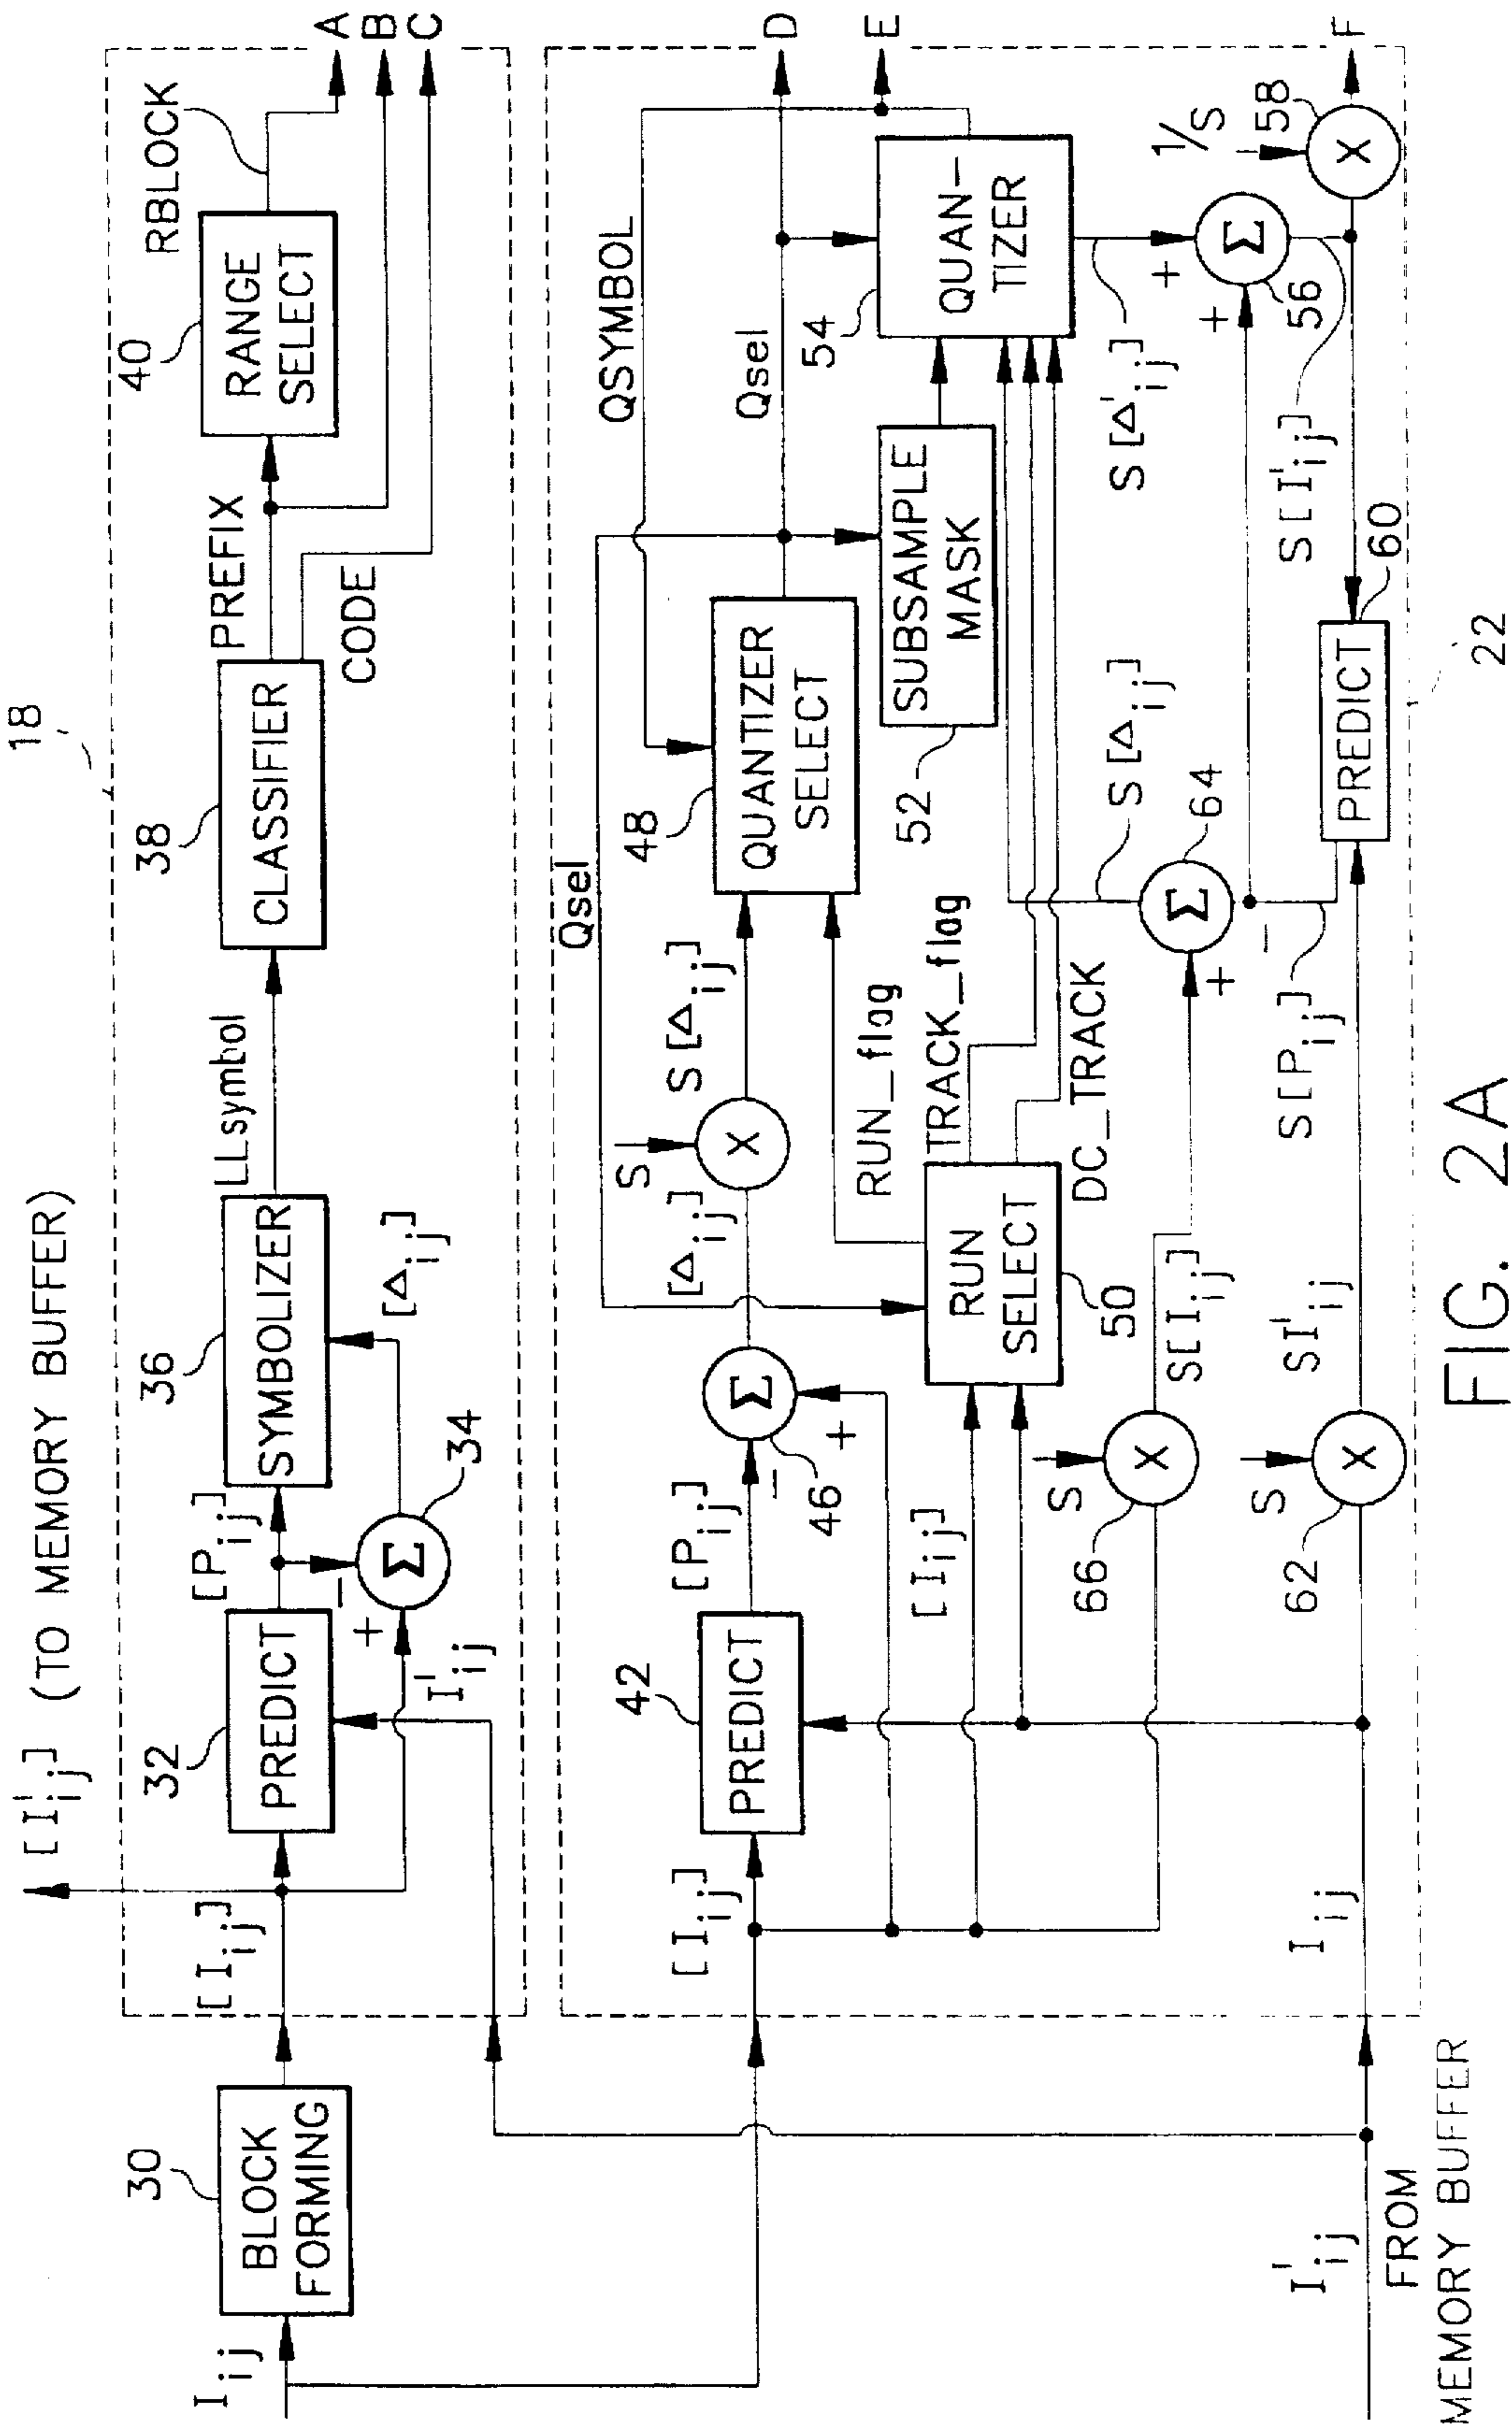 [I'ij] (TO MEMORY BUFFER)
18
Iij
30
BLOCK
FORMING
[Iij]
32
PREDICT
[Pij]
I'ij
+
−
Σ
34
36
SYMBOLIZER
[Δij]
LLsymbol
38
CLASSIFIER
PREFIX
CODE
40
RANGE
SELECT
RBLOCK
A
B
C
[Iij]
42
PREDICT
[Pij]
−
+
Σ
46
[Δij]
S
X
S[Δij]
Qsel
48
QUANTIZER
SELECT
QSYMBOL
Qsel
D
E
[Iij]
RUN
SELECT
50
RUN_flag
TRACK_flag
DC_TRACK
52
SUBSAMPLE
MASK
54
QUAN-
TIZER
S
X
66
S[Iij]
+
−
Σ
64
S[Δij]
S[Δ'ij]
+
+
Σ
56
1/S
X
58
F
S[I'ij]
S
X
62
SI'ij
S[Pij]
PREDICT
60
22
Iij
I'ij
FROM
MEMORY BUFFER
FIG. 2A